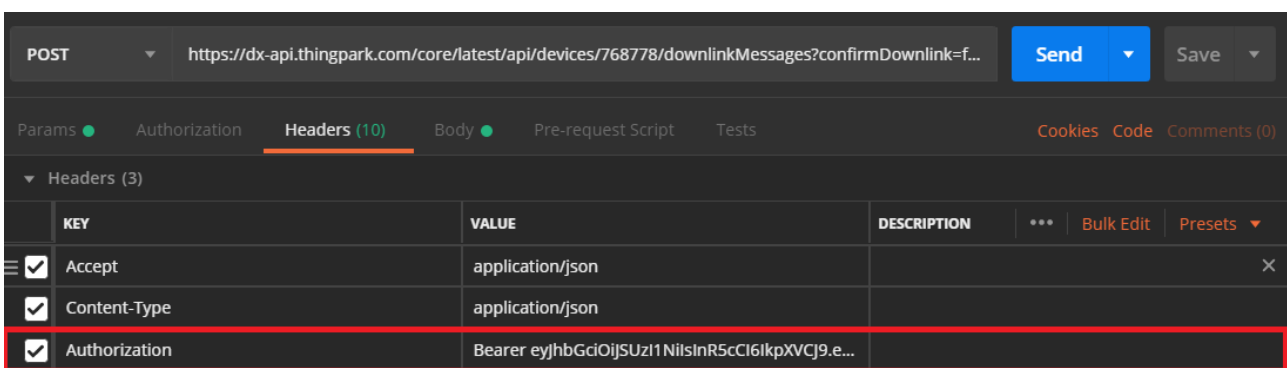 POST https://dx-api.thingpark.com/core/latest/api/devices/768778/downlinkMessages?confirmDownlink=f... Send Save
Params Authorization Headers (10) Body Pre-request Script Tests Cookies Code Comments (0)
Headers (3)
KEY VALUE DESCRIPTION ••• Bulk Edit Presets
Accept application/json
Content-Type application/json
Authorization Bearer eyJhbGciOiJSUzI1NiIsInR5cCI6IkpXVCJ9.e...